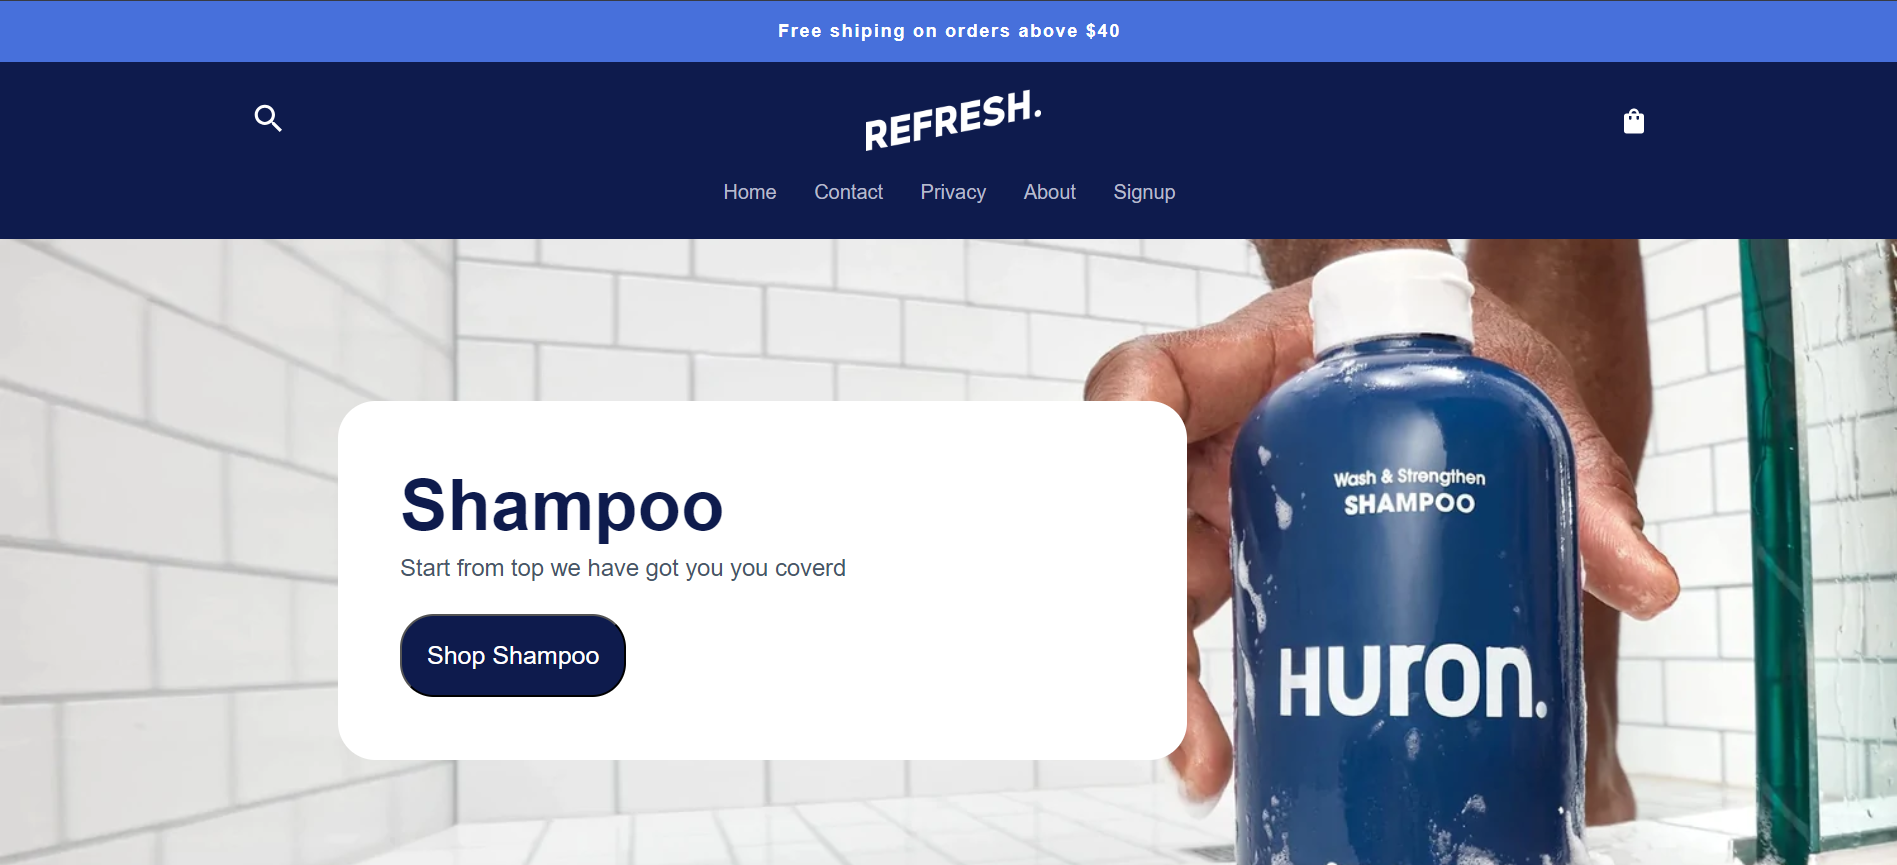 Free shiping on orders above $40
REFRESH.
Home Contact Privacy About Signup
Shampoo
Start from top we have got you you coverd
Shop Shampoo
Wash & Strengthen
SHAMPOO
HURON.